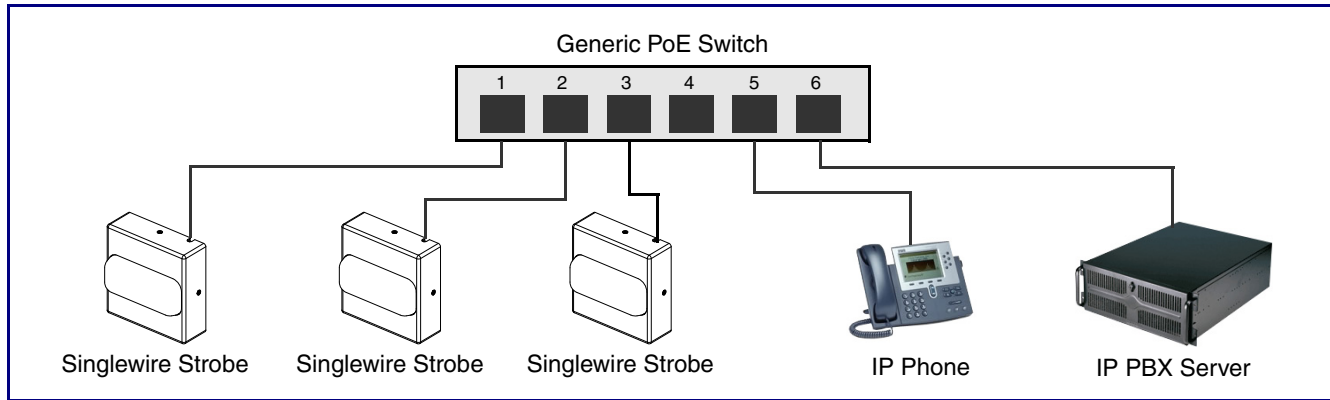 Generic PoE Switch
1 2 3 4 5 6
Singlewire Strobe Singlewire Strobe Singlewire Strobe IP Phone IP PBX Server